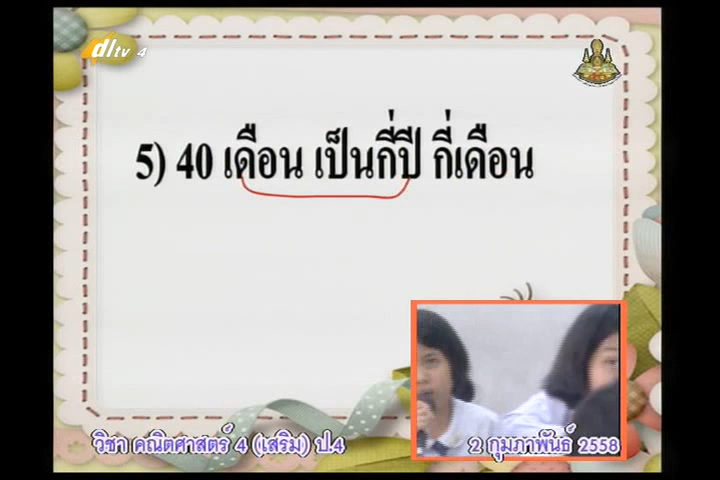 dltv 4
5) 40 เดือน เป็นกี่ปี กี่เดือน
วิชา คณิตศาสตร์ 4 (เสริม) ป.4
2 กุมภาพันธ์ 2558